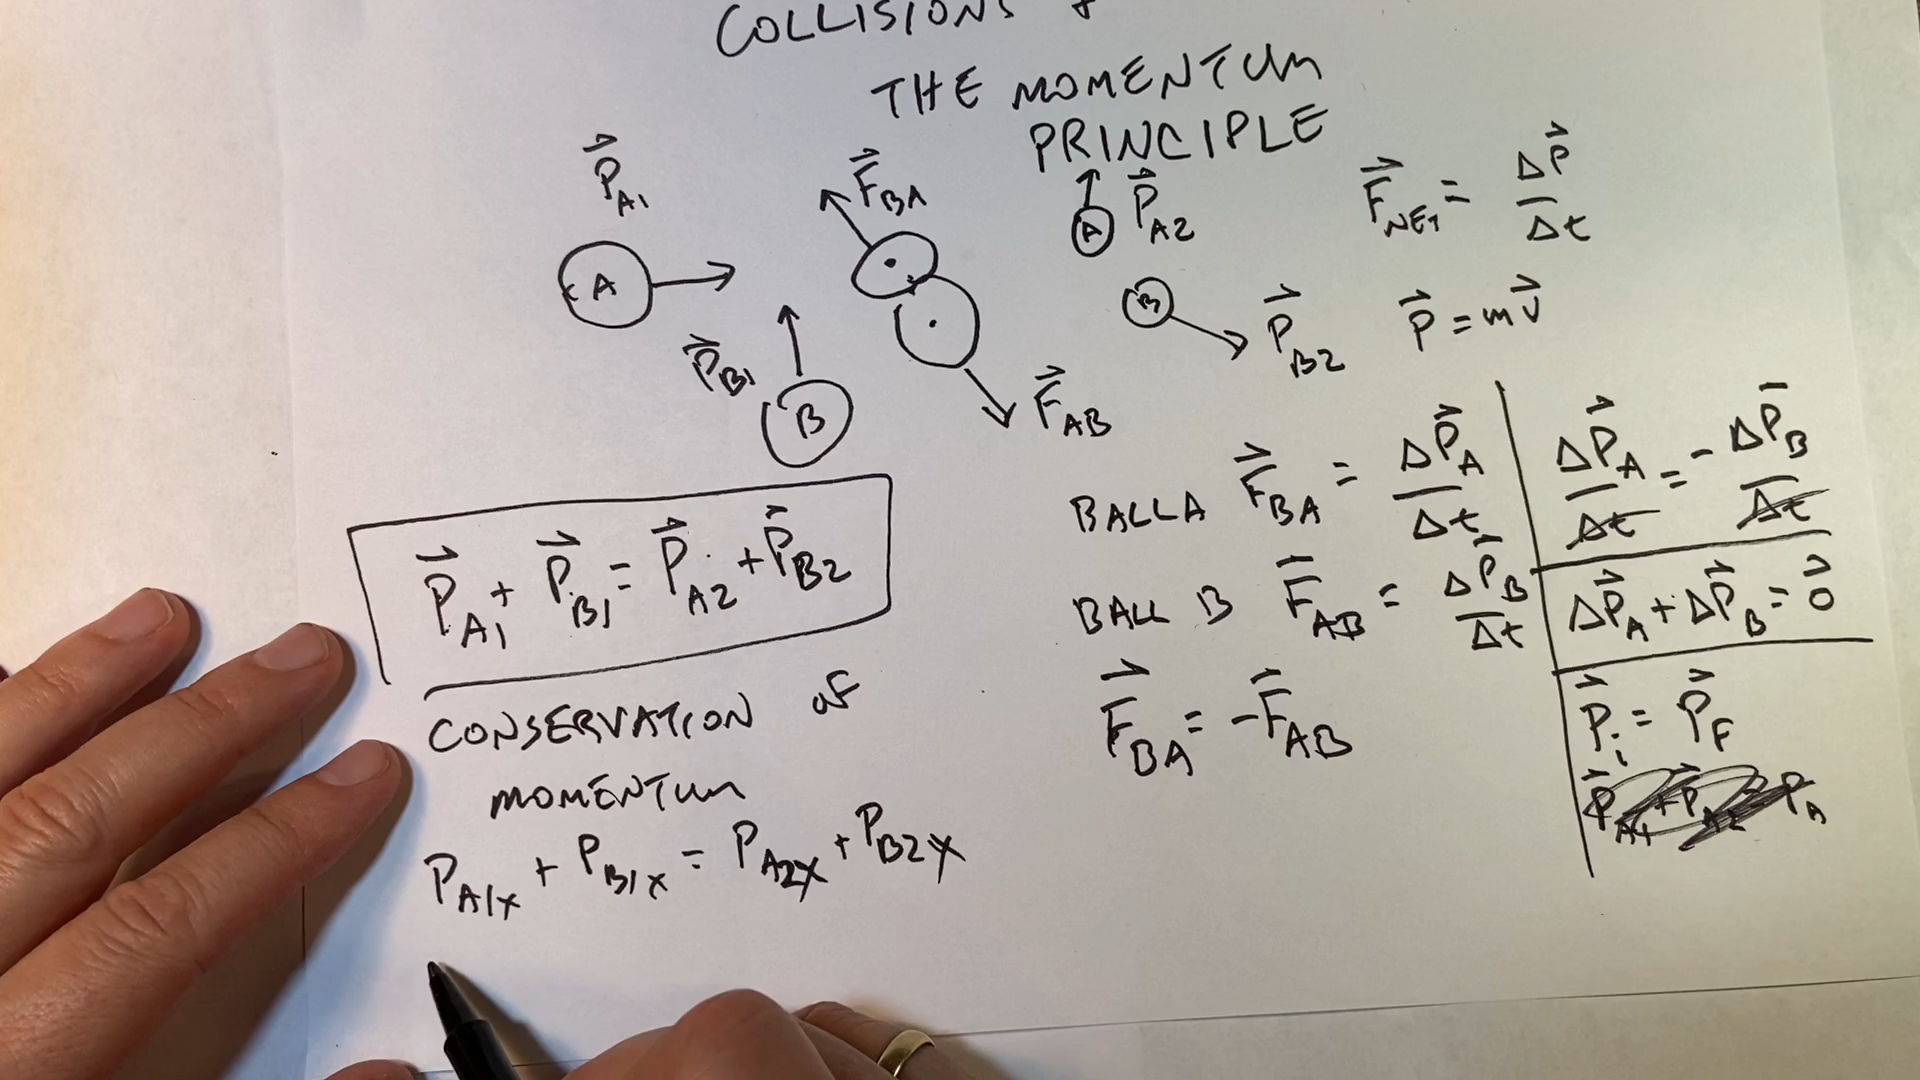 COLLISIONS +
THE MOMENTUM
PRINCIPLE
P⃗A1
A
P⃗B1
B
F⃗BA
F⃗AB
A P⃗A2
B P⃗B2
F⃗NET = ΔP⃗/Δt
P⃗ = mv⃗
BALL A F⃗BA = ΔP⃗A/Δt
BALL B F⃗AB = ΔP⃗B/Δt
F⃗BA = -F⃗AB
ΔP⃗A/Δt = -ΔP⃗B/Δt
ΔP⃗A + ΔP⃗B = 0⃗
P⃗i = P⃗F
P⃗A1 + P⃗B1 = P⃗A2 + P⃗B2
CONSERVATION OF
MOMENTUM
PA1x + PB1x = PA2x + PB2x